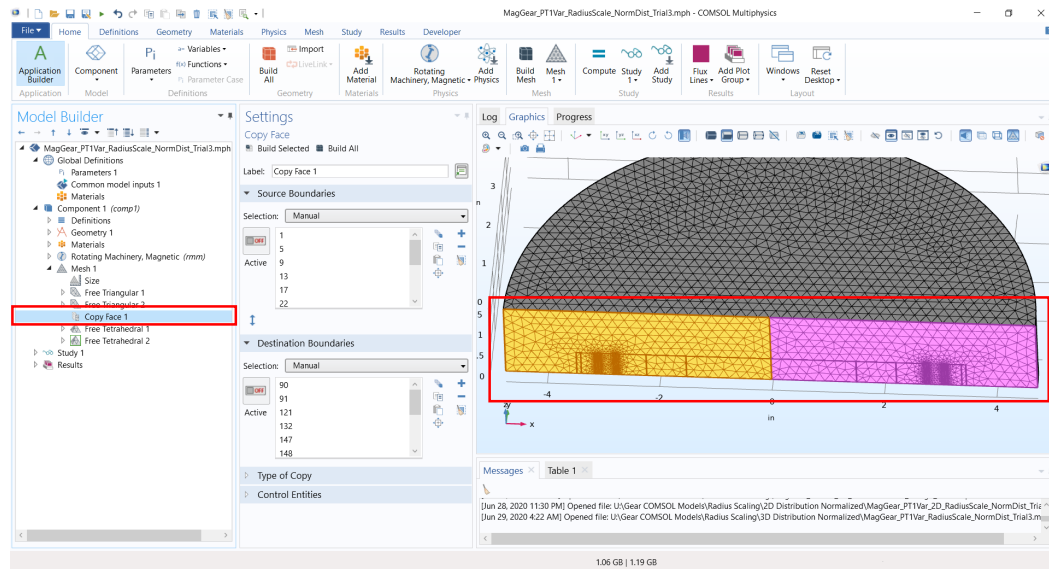 MagGear_PT1Var_RadiusScale_NormDist_Trial3.mph - COMSOL Multiphysics
File Home Definitions Geometry Materials Physics Mesh Study Results Developer
Application Builder
Component
Parameters
a= Variables
f(x) Functions
Pi Parameter Case
Build All
Import
LiveLink
Add Material
Rotating Machinery, Magnetic
Add Physics
Build Mesh
Mesh 1
Compute
Study 1
Add Study
Flux Lines
Add Plot Group
Windows
Reset Desktop
Application Model Definitions Geometry Materials Physics Mesh Study Results Layout
Model Builder
MagGear_PT1Var_RadiusScale_NormDist_Trial3.mph
Global Definitions
Pi Parameters 1
Common model inputs 1
Materials
Component 1 (comp1)
Definitions
Geometry 1
Materials
Rotating Machinery, Magnetic (rmm)
Mesh 1
Size
Free Triangular 1
Free Triangular 2
Copy Face 1
Free Tetrahedral 1
Free Tetrahedral 2
Study 1
Results
Settings
Copy Face
Build Selected Build All
Label: Copy Face 1
Source Boundaries
Selection: Manual
OFF
Active
1
5
9
13
17
22
Destination Boundaries
Selection: Manual
OFF
Active
90
91
121
132
147
148
Type of Copy
Control Entities
Log Graphics Progress
n
3
2
1
0
5
1
.5
0
-4
-2
0
2
4
in
zy
x
Messages Table 1
[Jun 28, 2020 11:30 PM] Opened file: U:\Gear COMSOL Models\Radius Scaling\2D Distribution Normalized\MagGear_PT1Var_2D_RadiusScale_NormDist_Tria
[Jun 29, 2020 4:22 AM] Opened file: U:\Gear COMSOL Models\Radius Scaling\3D Distribution Normalized\MagGear_PT1Var_RadiusScale_NormDist_Trial3.m
1.06 GB | 1.19 GB